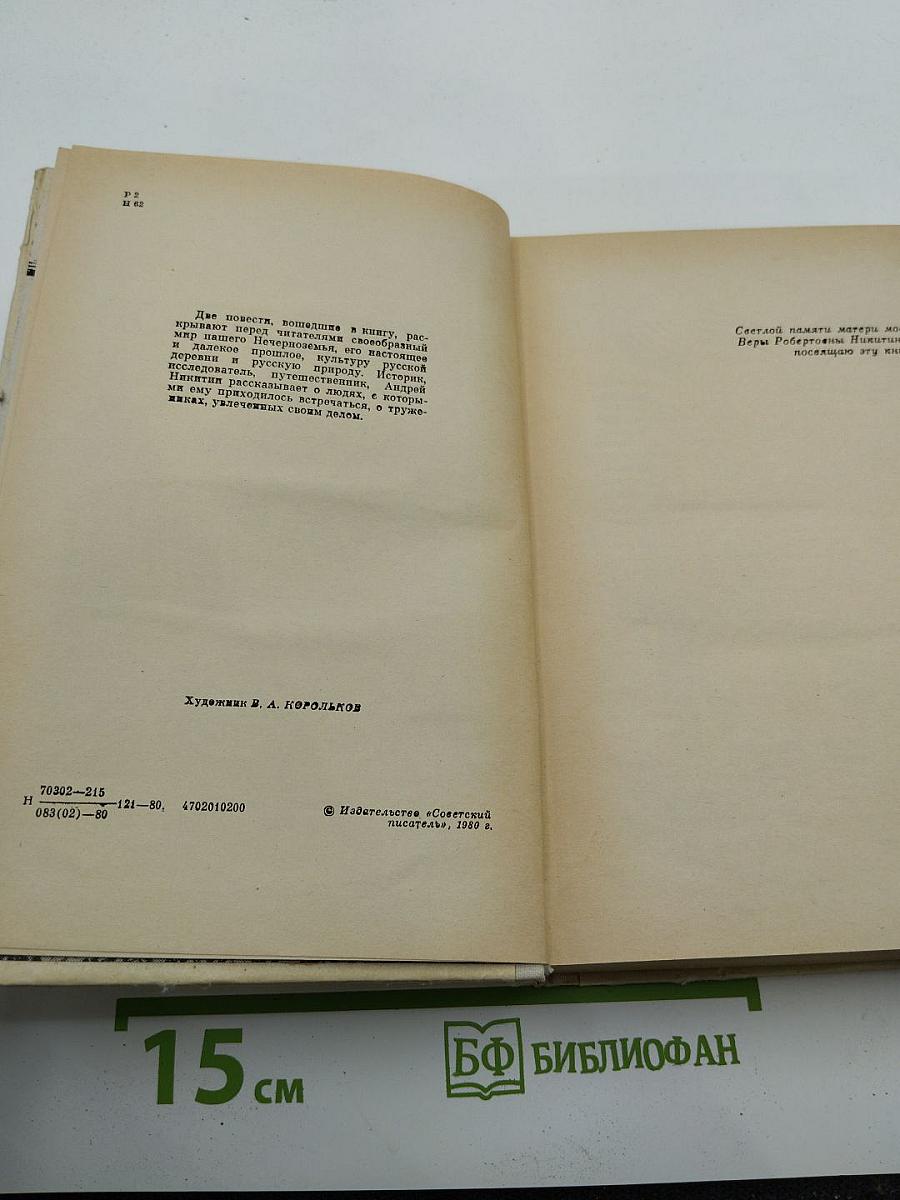 Р 2
Н 62
Две повести, вошедшие в книгу, рас-
крывают перед читателями своеобразный
мир нашего Нечерноземья, его настоящее
и далекое прошлое, культуру русской
деревни и русскую природу. Историк,
исследователь, путешественник, Андрей
Никитин рассказывает о людях, с которы-
ми ему приходилось встречаться, о труже-
никах, увлеченных своим делом.
Художник В. А. КОРОЛЬКОВ
70302—215
Н 121—80. 4702010200
083(02)—80
© Издательство «Советский
писатель», 1980 г.
Светлой памяти матери мо
Веры Робертовны Никитин
посвящаю эту кни
15 см
БФ БИБЛИОФАН